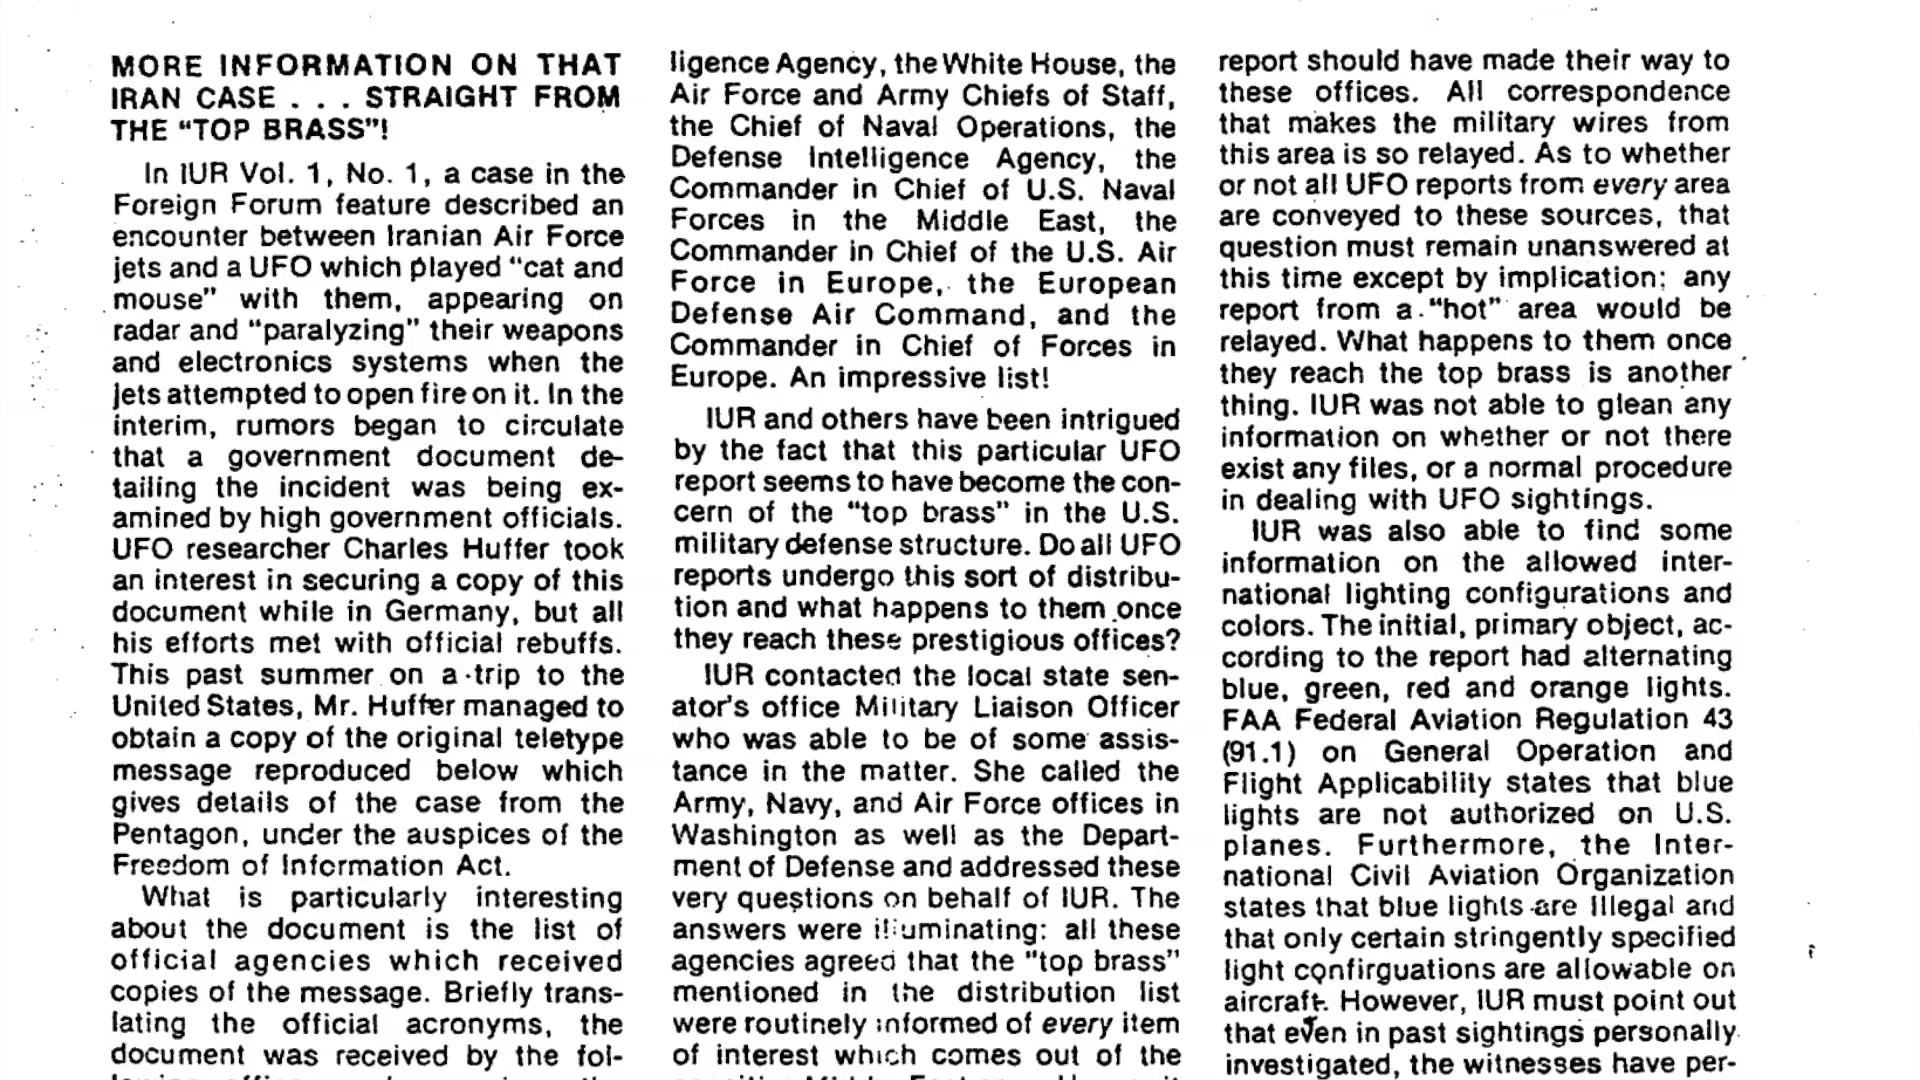 MORE INFORMATION ON THAT
IRAN CASE . . . STRAIGHT FROM
THE "TOP BRASS"!
In IUR Vol. 1, No. 1, a case in the
Foreign Forum feature described an
encounter between Iranian Air Force
jets and a UFO which played "cat and
mouse" with them, appearing on
radar and "paralyzing" their weapons
and electronics systems when the
jets attempted to open fire on it. In the
interim, rumors began to circulate
that a government document de-
tailing the incident was being ex-
amined by high government officials.
UFO researcher Charles Huffer took
an interest in securing a copy of this
document while in Germany, but all
his efforts met with official rebuffs.
This past summer on a trip to the
United States, Mr. Huffer managed to
obtain a copy of the original teletype
message reproduced below which
gives details of the case from the
Pentagon, under the auspices of the
Freedom of Information Act.
What is particularly interesting
about the document is the list of
official agencies which received
copies of the message. Briefly trans-
lating the official acronyms, the
document was received by the fol-
ligence Agency, the White House, the
Air Force and Army Chiefs of Staff,
the Chief of Naval Operations, the
Defense Intelligence Agency, the
Commander in Chief of U.S. Naval
Forces in the Middle East, the
Commander in Chief of the U.S. Air
Force in Europe, the European
Defense Air Command, and the
Commander in Chief of Forces in
Europe. An impressive list!
IUR and others have been intrigued
by the fact that this particular UFO
report seems to have become the con-
cern of the "top brass" in the U.S.
military defense structure. Do all UFO
reports undergo this sort of distribu-
tion and what happens to them once
they reach these prestigious offices?
IUR contacted the local state sen-
ator's office Military Liaison Officer
who was able to be of some assis-
tance in the matter. She called the
Army, Navy, and Air Force offices in
Washington as well as the Depart-
ment of Defense and addressed these
very questions on behalf of IUR. The
answers were illuminating: all these
agencies agreed that the "top brass"
mentioned in the distribution list
were routinely informed of every item
of interest which comes out of the
report should have made their way to
these offices. All correspondence
that makes the military wires from
this area is so relayed. As to whether
or not all UFO reports from every area
are conveyed to these sources, that
question must remain unanswered at
this time except by implication: any
report from a "hot" area would be
relayed. What happens to them once
they reach the top brass is another
thing. IUR was not able to glean any
information on whether or not there
exist any files, or a normal procedure
in dealing with UFO sightings.
IUR was also able to find some
information on the allowed inter-
national lighting configurations and
colors. The initial, primary object, ac-
cording to the report had alternating
blue, green, red and orange lights.
FAA Federal Aviation Regulation 43
(91.1) on General Operation and
Flight Applicability states that blue
lights are not authorized on U.S.
planes. Furthermore, the Inter-
national Civil Aviation Organization
states that blue lights are illegal and
that only certain stringently specified
light confirguations are allowable on
aircraft. However, IUR must point out
that even in past sightings personally
investigated, the witnesses have per-